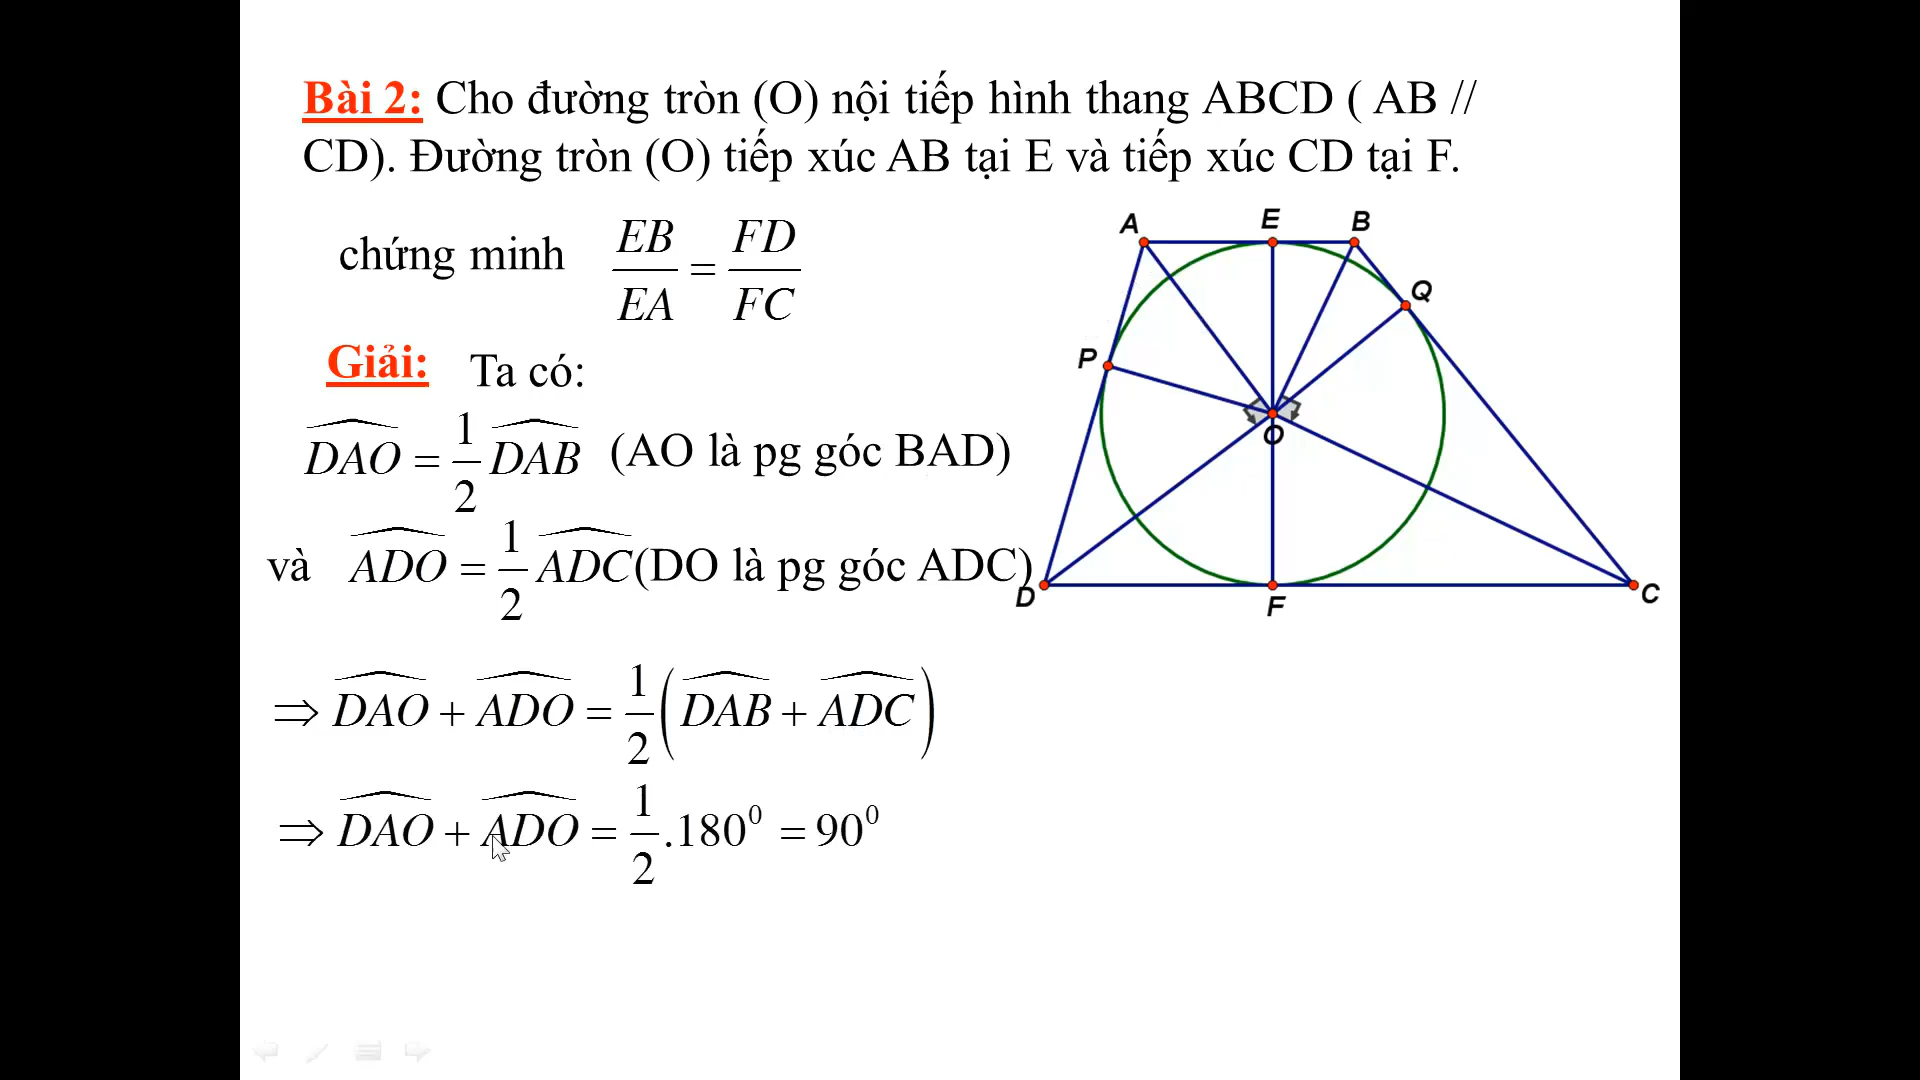 Bài 2: Cho đường tròn (O) nội tiếp hình thang ABCD ( AB //
CD). Đường tròn (O) tiếp xúc AB tại E và tiếp xúc CD tại F.
chứng minh EB/EA = FD/FC
Giải: Ta có:
DAO = 1/2 DAB (AO là pg góc BAD)
và ADO = 1/2 ADC (DO là pg góc ADC)
⇒ DAO + ADO = 1/2 (DAB + ADC)
⇒ DAO + ADO = 1/2 .180⁰ = 90⁰
A
E
B
Q
P
O
D
F
C